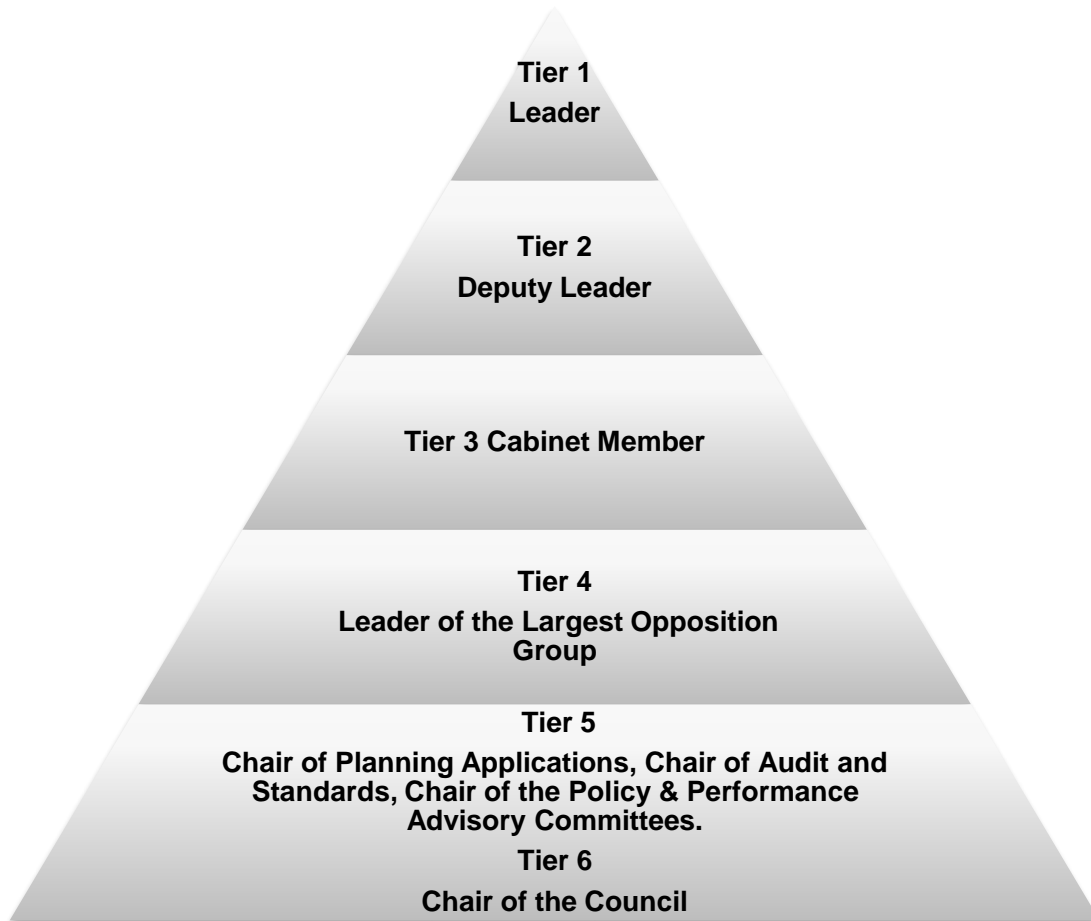 Tier 1
Leader
Tier 2
Deputy Leader
Tier 3 Cabinet Member
Tier 4
Leader of the Largest Opposition
Group
Tier 5
Chair of Planning Applications, Chair of Audit and
Standards, Chair of the Policy & Performance
Advisory Committees.
Tier 6
Chair of the Council